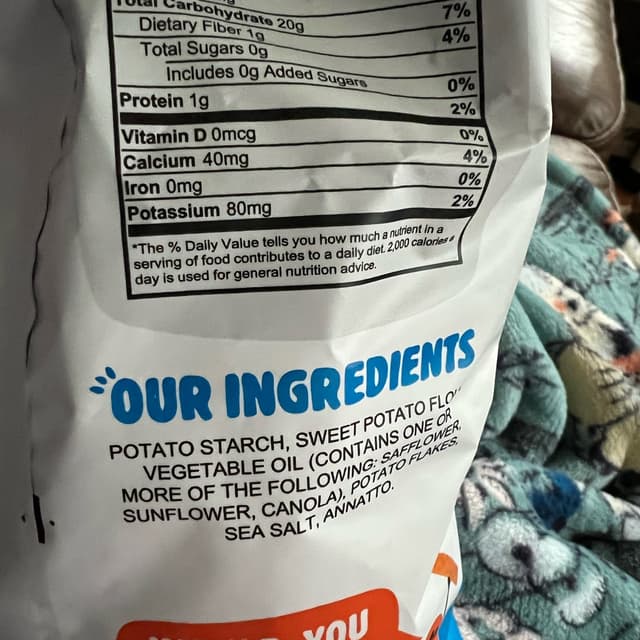 Total Carbohydrate 20g 7%
Dietary Fiber 1g 4%
Total Sugars 0g
Includes 0g Added Sugars 0%
Protein 1g 2%
Vitamin D 0mcg 0%
Calcium 40mg 4%
Iron 0mg 0%
Potassium 80mg 2%
*The % Daily Value tells you how much a nutrient in a
serving of food contributes to a daily diet. 2,000 calories a
day is used for general nutrition advice.
OUR INGREDIENTS
POTATO STARCH, SWEET POTATO
VEGETABLE OIL (CONTAINS ONE OR
MORE OF THE FOLLOWING: SAFFLOWER,
SUNFLOWER, CANOLA), POTATO FLAKES,
SEA SALT, ANNATTO.
YOU